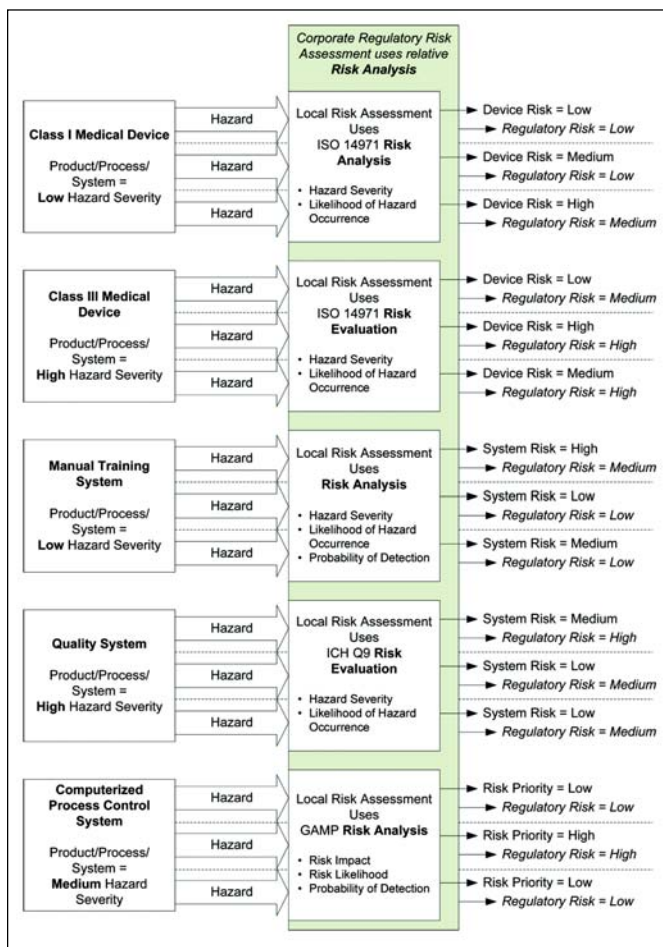 Corporate Regulatory Risk
Assessment uses relative
Risk Analysis
Class I Medical Device
Product/Process/
System =
Low Hazard Severity
Hazard
Hazard
Hazard
Local Risk Assessment
Uses
ISO 14971 Risk
Analysis
• Hazard Severity
• Likelihood of Hazard
Occurrence
Device Risk = Low
Regulatory Risk = Low
Device Risk = Medium
Regulatory Risk = Low
Device Risk = High
Regulatory Risk = Medium
Class III Medical
Device
Product/Process/
System =
High Hazard Severity
Hazard
Hazard
Hazard
Local Risk Assessment
Uses
ISO 14971 Risk
Evaluation
• Hazard Severity
• Likelihood of Hazard
Occurrence
Device Risk = Low
Regulatory Risk = Medium
Device Risk = High
Regulatory Risk = High
Device Risk = Medium
Regulatory Risk = High
Manual Training
System
Product/Process/
System =
Low Hazard Severity
Hazard
Hazard
Hazard
Local Risk Assessment
Uses
Risk Analysis
• Hazard Severity
• Likelihood of Hazard
Occurrence
• Probability of Detection
System Risk = High
Regulatory Risk = Medium
System Risk = Low
Regulatory Risk = Low
System Risk = Medium
Regulatory Risk = Low
Quality System
Product/Process/
System =
High Hazard Severity
Hazard
Hazard
Hazard
Local Risk Assessment
Uses
ICH Q9 Risk
Evaluation
• Hazard Severity
• Likelihood of Hazard
Occurrence
System Risk = Medium
Regulatory Risk = High
System Risk = Low
Regulatory Risk = Medium
System Risk = Low
Regulatory Risk = Medium
Computerized
Process Control
System
Product/Process/
System =
Medium Hazard
Severity
Hazard
Hazard
Hazard
Local Risk Assessment
Uses
GAMP Risk Analysis
• Risk Impact
• Risk Likelihood
• Probability of Detection
Risk Priority = Low
Regulatory Risk = Low
Risk Priority = High
Regulatory Risk = High
Risk Priority = Low
Regulatory Risk = Low